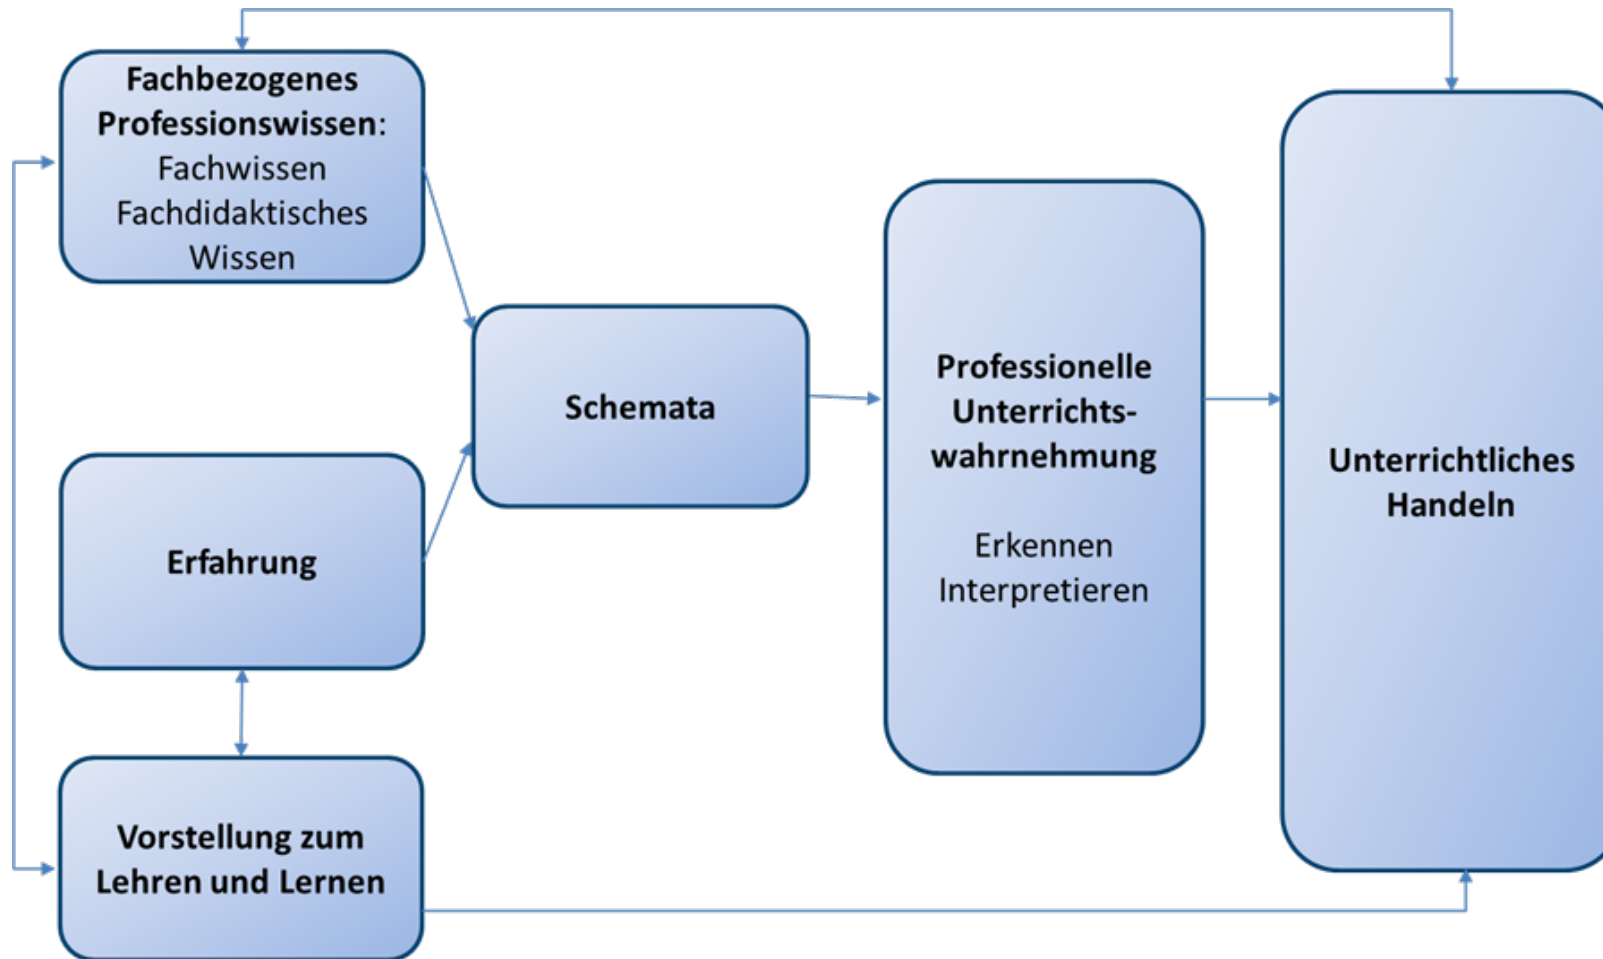 Fachbezogenes
Professionswissen:
Fachwissen
Fachdidaktisches
Wissen
Schemata
Erfahrung
Vorstellung zum
Lehren und Lernen
Professionelle
Unterrichts-
wahrnehmung
Erkennen
Interpretieren
Unterrichtliches
Handeln